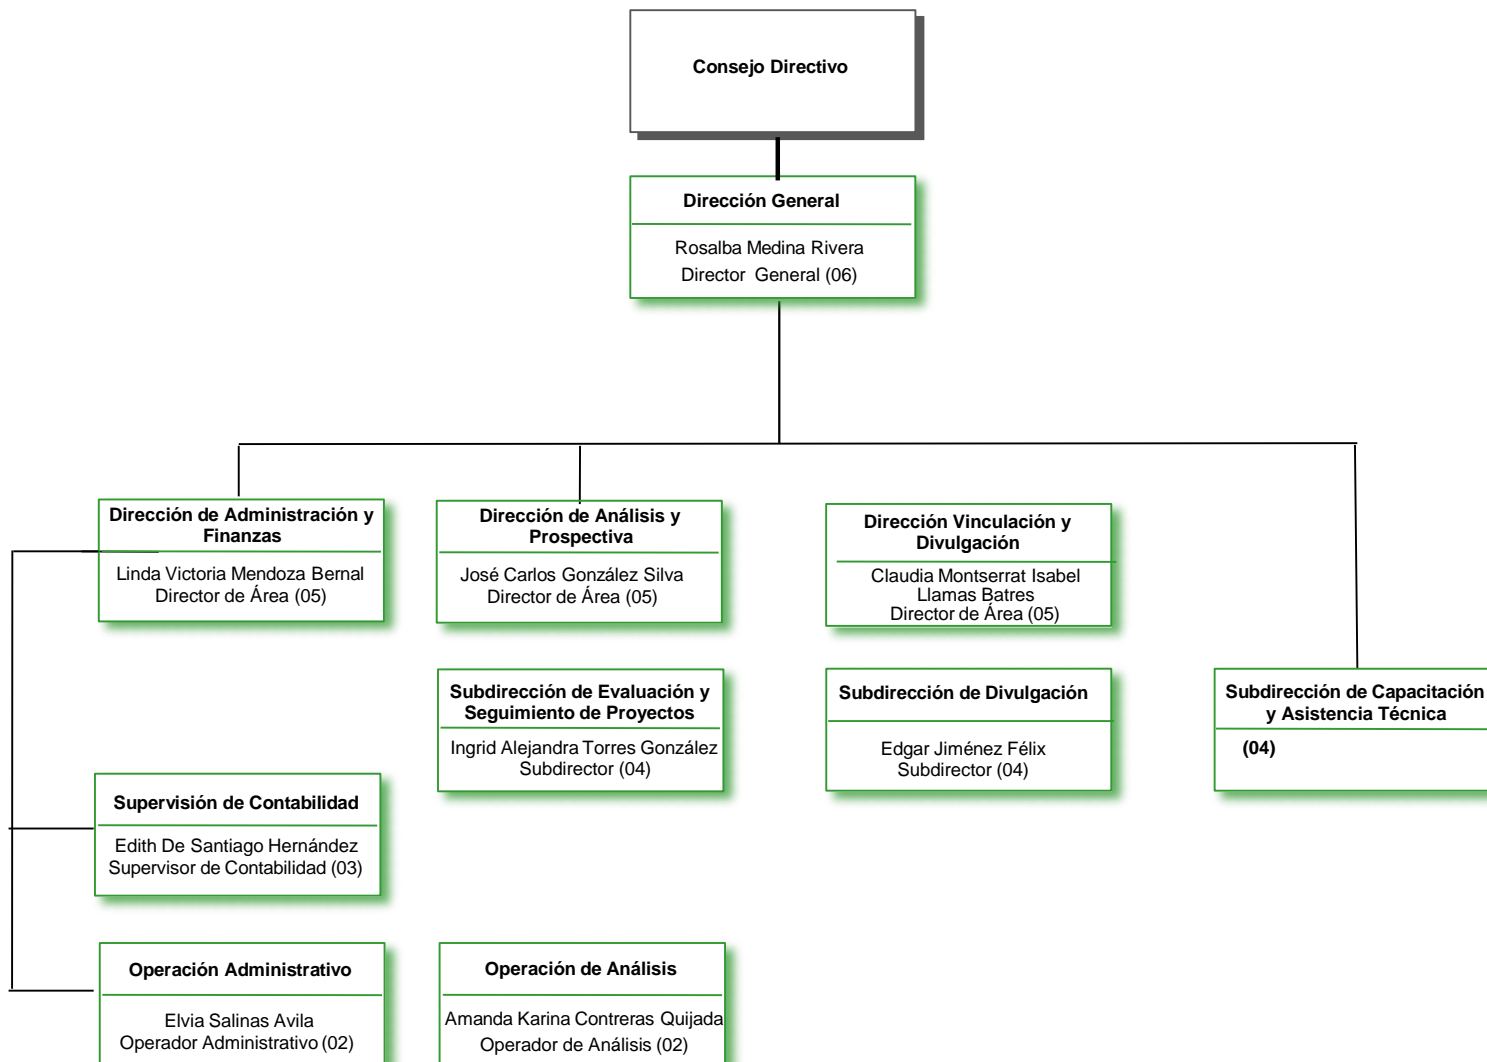 Consejo Directivo
Dirección General
Rosalba Medina Rivera
Director General (06)
Dirección de Administración y
Finanzas
Linda Victoria Mendoza Bernal
Director de Área (05)
Dirección de Análisis y
Prospectiva
José Carlos González Silva
Director de Área (05)
Dirección Vinculación y
Divulgación
Claudia Montserrat Isabel
Llamas Batres
Director de Área (05)
Subdirección de Evaluación y
Seguimiento de Proyectos
Ingrid Alejandra Torres González
Subdirector (04)
Subdirección de Divulgación
Edgar Jiménez Félix
Subdirector (04)
Subdirección de Capacitación
y Asistencia Técnica
(04)
Supervisión de Contabilidad
Edith De Santiago Hernández
Supervisor de Contabilidad (03)
Operación Administrativo
Elvia Salinas Avila
Operador Administrativo (02)
Operación de Análisis
Amanda Karina Contreras Quijada
Operador de Análisis (02)